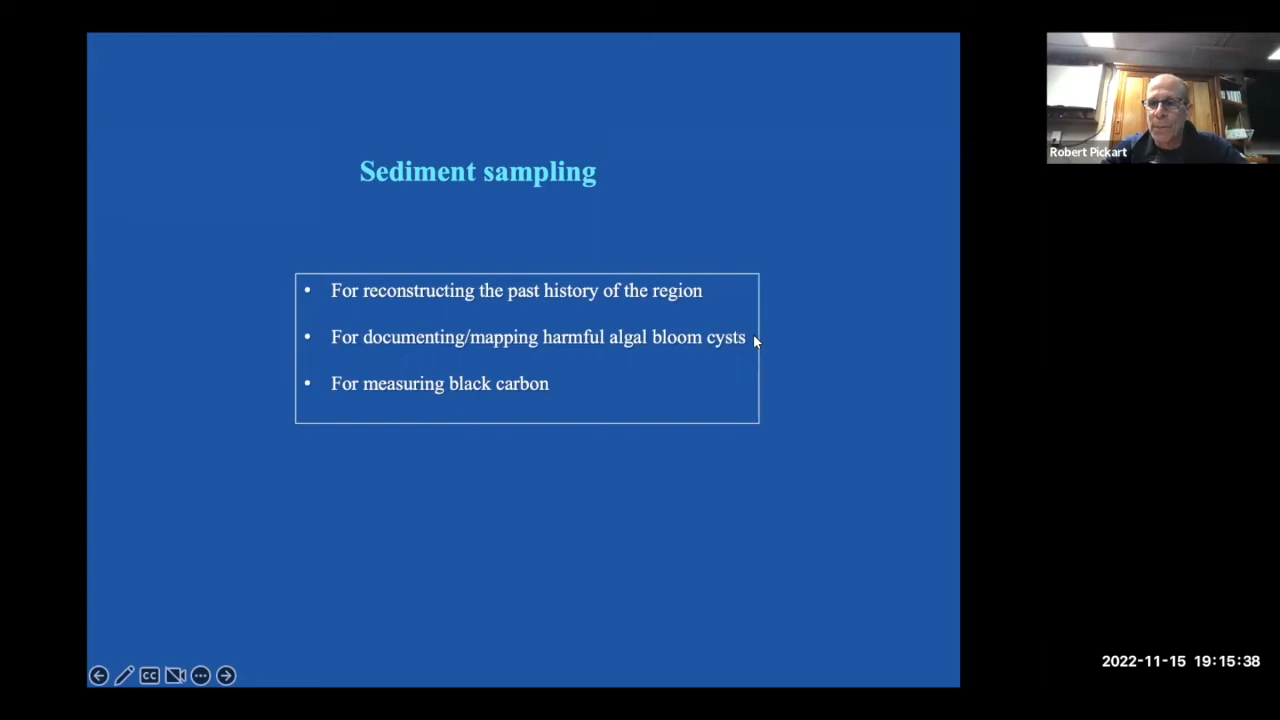 Sediment sampling
• For reconstructing the past history of the region
• For documenting/mapping harmful algal bloom cysts
• For measuring black carbon
Robert Pickart
CC
2022-11-15 19:15:38